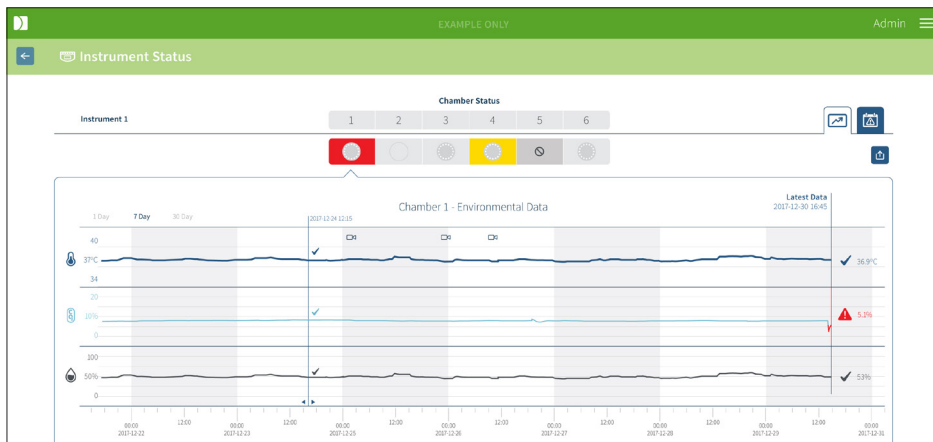 EXAMPLE ONLY
Admin
Instrument Status
Chamber Status
Instrument 1
1 2 3 4 5 6
Latest Data
2017-12-30 16:45
Chamber 1 - Environmental Data
1 Day 7 Day 30 Day
2017-12-24 12:15
40
37°C
36.9°C
34
20
10%
5.1%
0
100
50%
53%
0
00:00 12:00 00:00 12:00 00:00 12:00 00:00 12:00 00:00 12:00 00:00 12:00 00:00 12:00 00:00
2017-12-22 2017-12-23 2017-12-25 2017-12-26 2017-12-27 2017-12-28 2017-12-29 2017-12-31